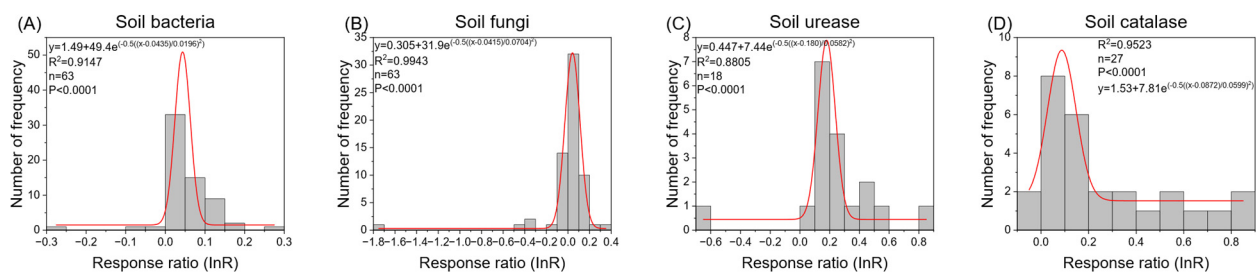 (A) Soil bacteria
y=1.49+49.4e^(-0.5((x-0.0435)/0.0196)²)
R²=0.9147
n=63
P<0.0001
Number of frequency
50
40
30
20
10
0
−0.3 −0.2 −0.1 0.0 0.1 0.2 0.3
Response ratio (lnR)
(B) Soil fungi
y=0.305+31.9e^(-0.5((x-0.0415)/0.0704)²)
R²=0.9943
n=63
P<0.0001
Number of frequency
35
30
25
20
15
10
5
0
−1.8 −1.6 −1.4 −1.2 −1.0 −0.8 −0.6 −0.4 −0.2 0.0 0.2 0.4
Response ratio (lnR)
(C) Soil urease
y=0.447+7.44e^(-0.5((x-0.180)/0.0582)²)
R²=0.8805
n=18
P<0.0001
Number of frequency
8
7
6
5
4
3
2
1
0
−0.6 −0.4 −0.2 0.0 0.2 0.4 0.6 0.8
Response ratio (lnR)
(D) Soil catalase
R²=0.9523
n=27
P<0.0001
y=1.53+7.81e^(-0.5((x-0.0872)/0.0599)²)
Number of frequency
10
8
6
4
2
0
0.0 0.2 0.4 0.6 0.8
Response ratio (lnR)